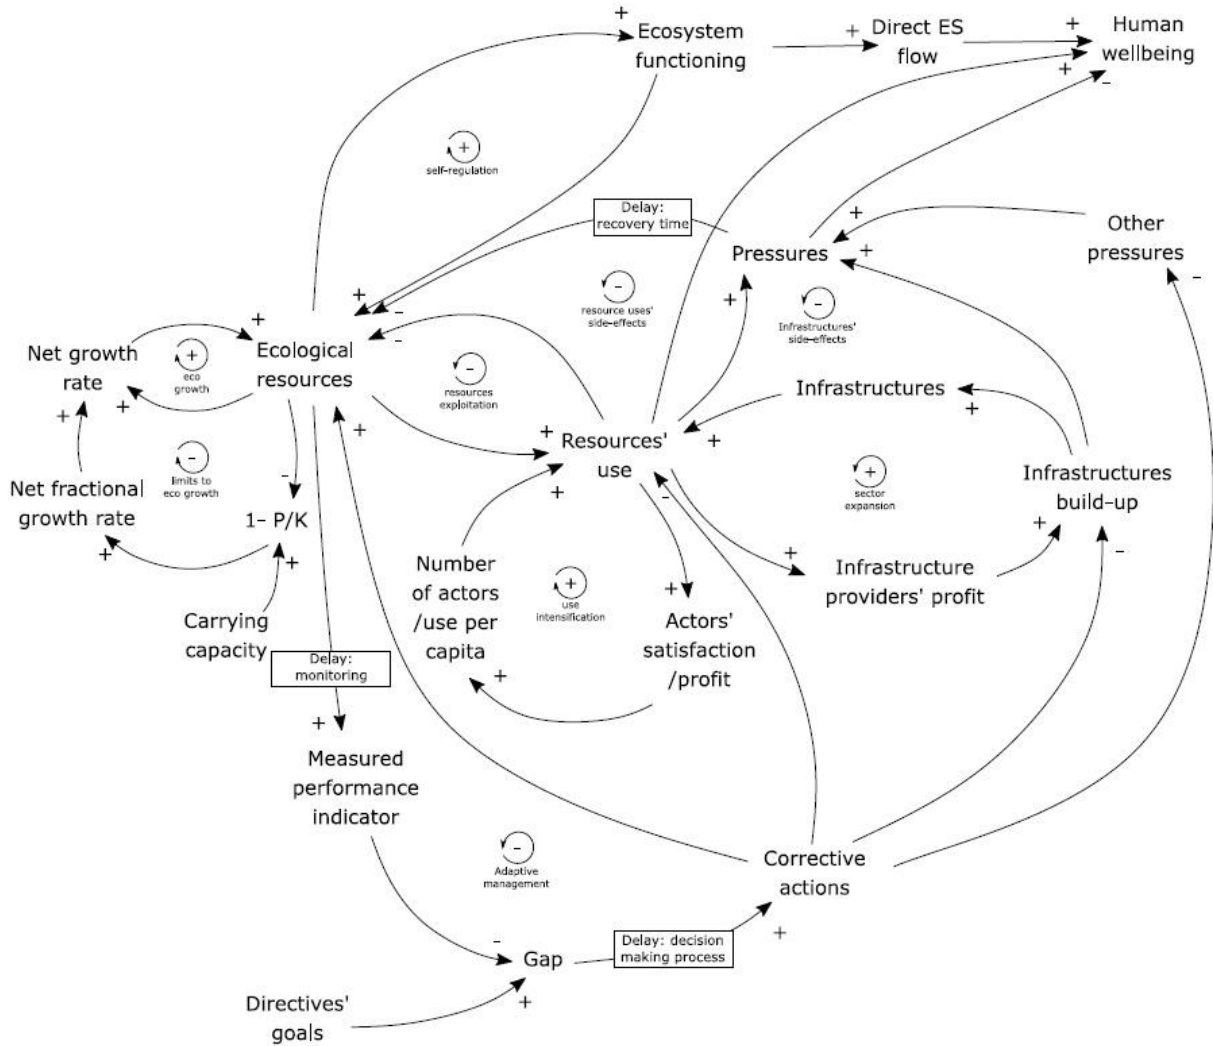 +
Ecosystem
functioning
+
Direct ES
flow
+
Human
wellbeing
+
-
+
self-regulation
Delay:
recovery time
+
Other
pressures
-
Pressures
+
+
-
resource uses'
side-effects
-
Infrastructures'
side-effects
+
-
-
+
Net growth
rate
+
eco
growth
Ecological
resources
-
resources
exploitation
Infrastructures
+
+
+
+
+
+
Resources'
use
-
-
limits to
eco growth
-
+
sector
expansion
Infrastructures
build-up
Net fractional
growth rate
+
1- P/K
+
+
+
-
Number
of actors
/use per
capita
+
use
intensification
+
Infrastructure
providers' profit
Carrying
capacity
+
Actors'
satisfaction
/profit
+
Delay:
monitoring
+
Measured
performance
indicator
-
Adaptive
management
Corrective
actions
+
-
Gap
Delay: decision
making process
+
Directives'
goals